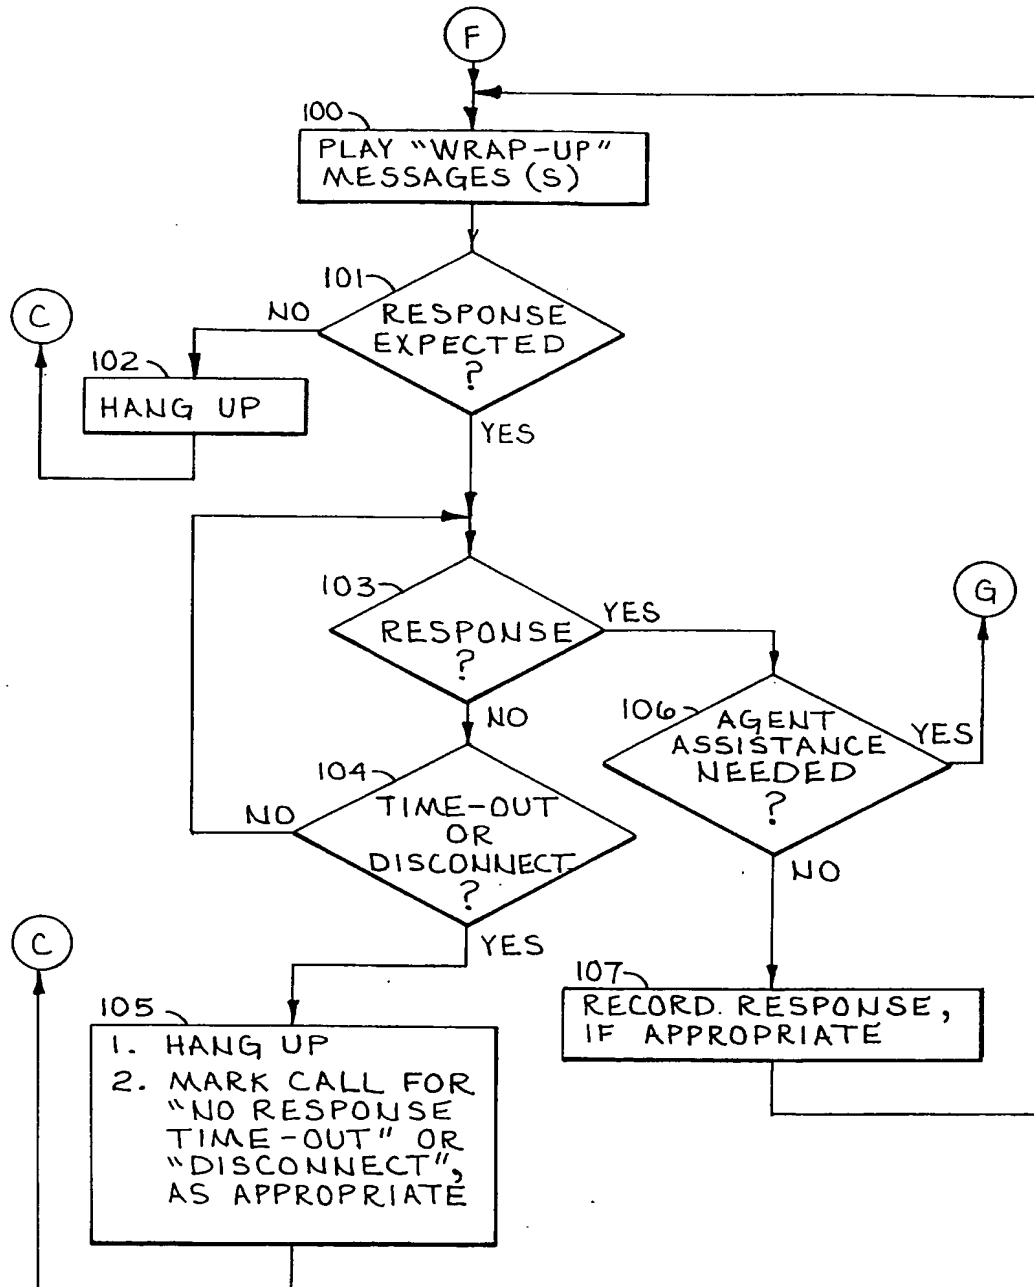 F
100
PLAY "WRAP-UP"
MESSAGES (S)
101
RESPONSE
EXPECTED
?
NO
C
102
HANG UP
YES
103
RESPONSE
?
YES
G
NO
106
AGENT
ASSISTANCE
NEEDED
?
YES
104
TIME-OUT
OR
DISCONNECT
?
NO
NO
YES
C
107
RECORD. RESPONSE,
IF APPROPRIATE
105
1. HANG UP
2. MARK CALL FOR
"NO RESPONSE
TIME-OUT" OR
"DISCONNECT",
AS APPROPRIATE